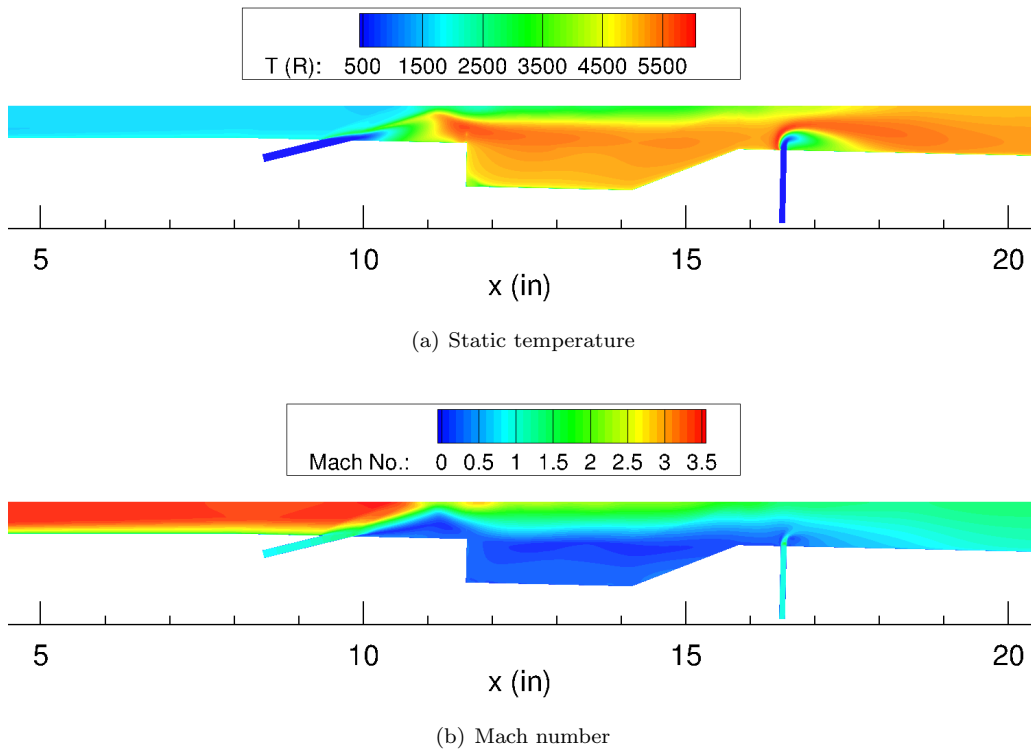 T (R): 500 1500 2500 3500 4500 5500
5 10 15 20
x (in)
(a) Static temperature
Mach No.: 0 0.5 1 1.5 2 2.5 3 3.5
5 10 15 20
x (in)
(b) Mach number